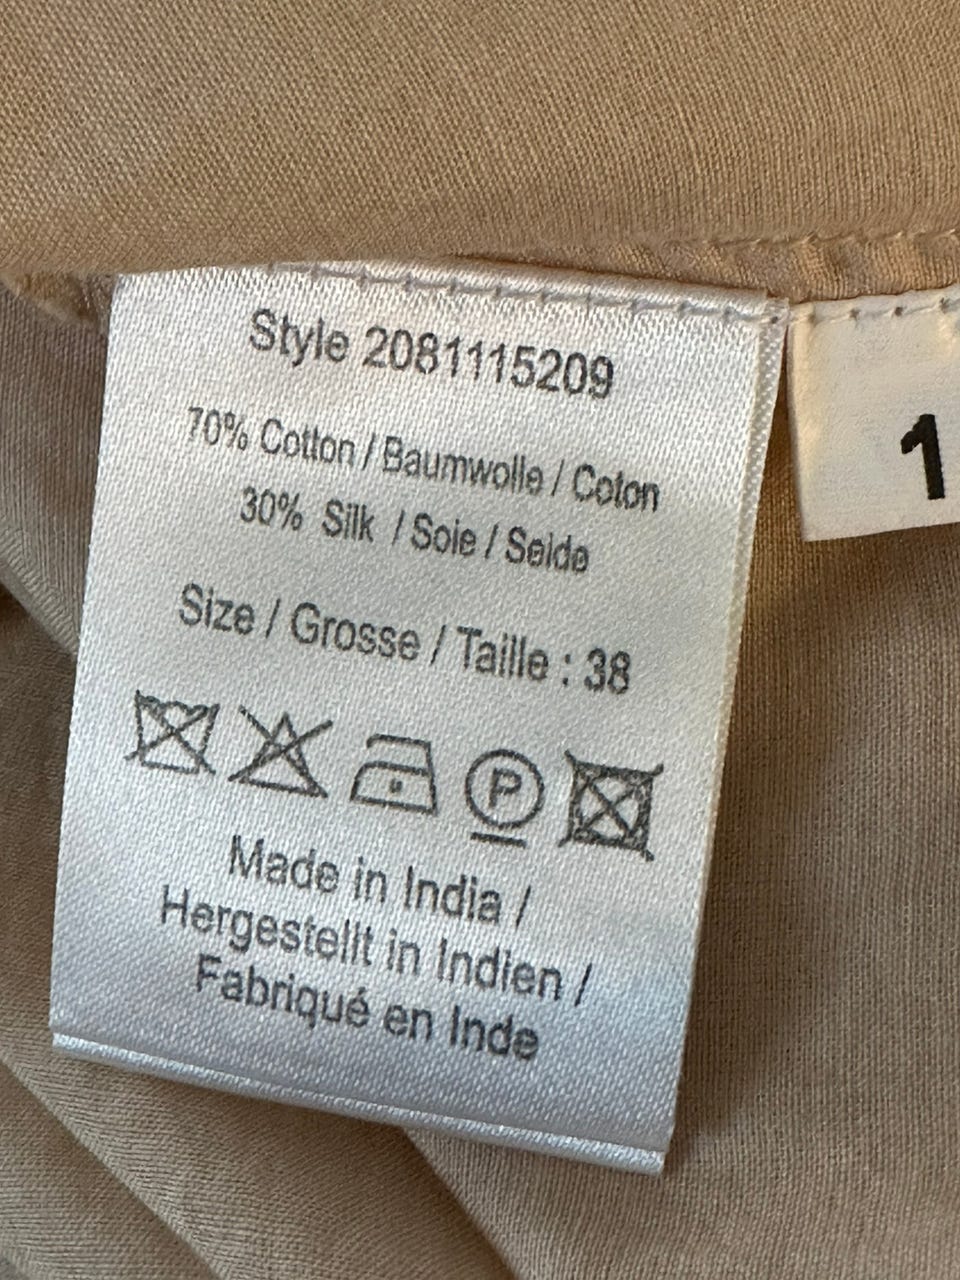 Style 2081115209
70% Cotton / Baumwolle / Coton
30% Silk / Soie / Seide
Size / Grosse / Taille : 38
P
Made in India /
Hergestellt in Indien /
Fabriqué en Inde
1